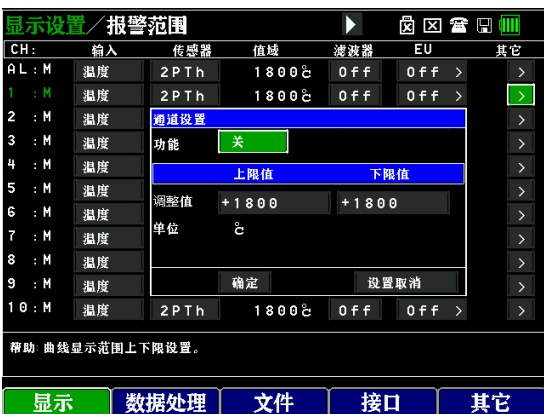 显示设置/报警范围
CH: 输入 传感器 值域 滤波器 EU 其它
AL:M 温度 2PTh 1800℃ Off Off > >
1 :M 温度 2PTh 1800℃ Off Off > >
2 :M 温度 >
通道设置
3 :M 温度 >
功能 关
4 :M 温度 >
上限值 下限值
5 :M 温度 >
调整值 +1800 +1800
6 :M 温度 >
单位 ℃
7 :M 温度 >
8 :M 温度 >
9 :M 温度 >
确定 设置取消
10:M 温度 2PTh 1800℃ Off Off > >
帮助:曲线显示范围上下限设置。
显示 数据处理 文件 接口 其它